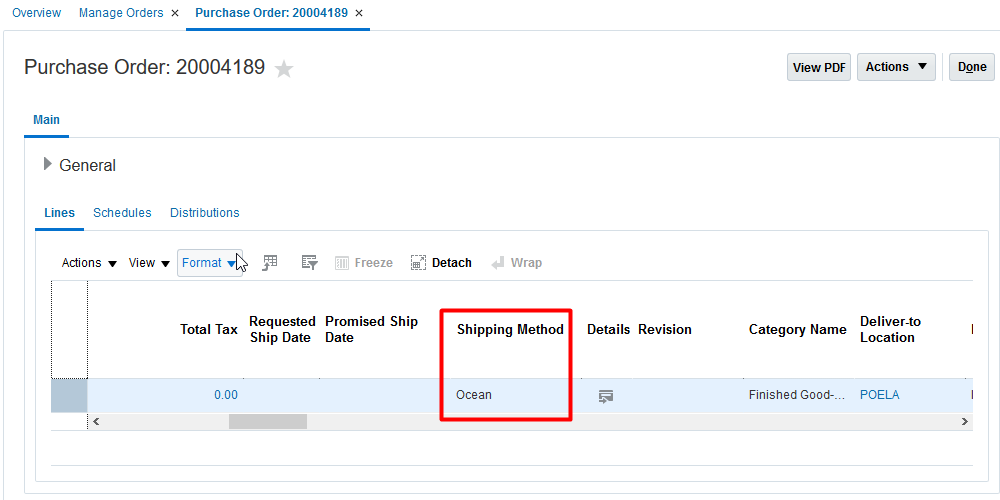 Overview Manage Orders × Purchase Order: 20004189 ×
Purchase Order: 20004189
View PDF Actions Done
Main
General
Lines Schedules Distributions
Actions View Format Freeze Detach Wrap
Total Tax Requested Ship Date Promised Ship Date Shipping Method Details Revision Category Name Deliver-to Location
0.00 Ocean Finished Good-... POELA